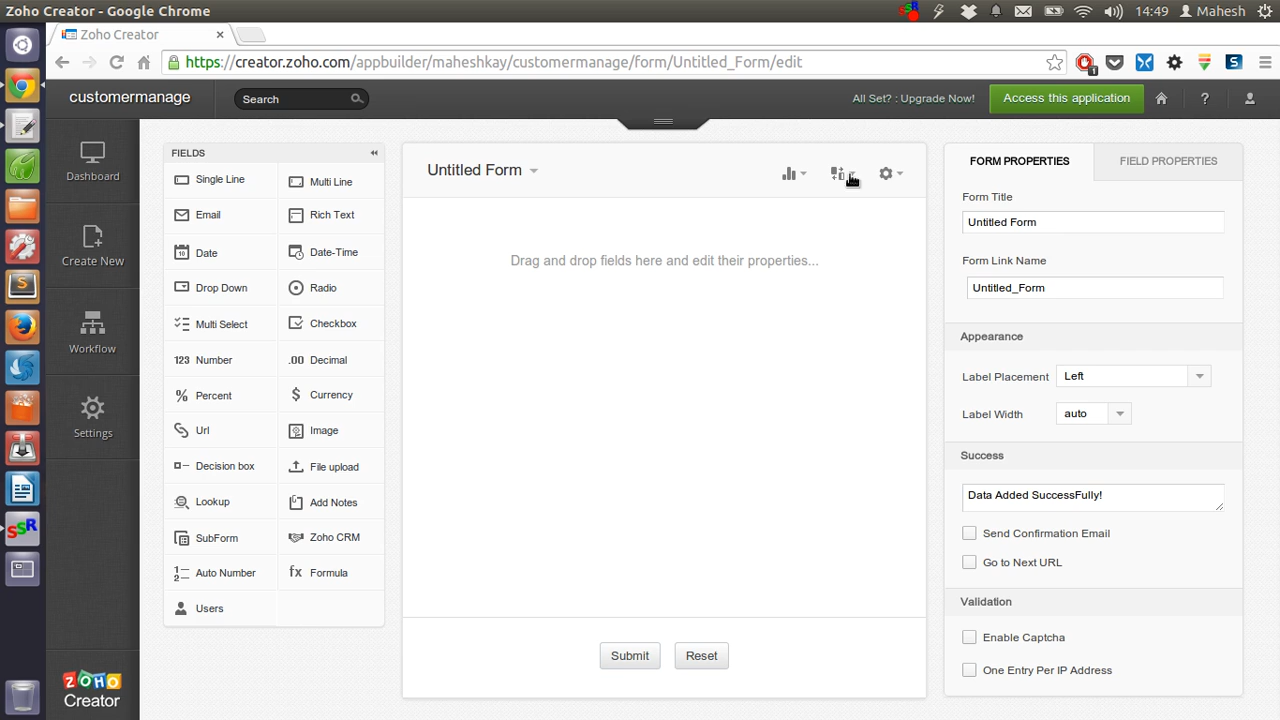 Zoho Creator - Google Chrome
14:49
Mahesh
Zoho Creator
https://creator.zoho.com/appbuilder/maheshkay/customermanage/form/Untitled_Form/edit
1
customermanage
Search
All Set? : Upgrade Now!
Access this application
?
Dashboard
Create New
Workflow
Settings
ZOHO
Creator
FIELDS
Single Line
Multi Line
Email
Rich Text
Date
Date-Time
Drop Down
Radio
Multi Select
Checkbox
123 Number
.00 Decimal
% Percent
$ Currency
Url
Image
Decision box
File upload
Lookup
Add Notes
SubForm
Zoho CRM
Auto Number
fx Formula
Users
Untitled Form
Drag and drop fields here and edit their properties...
Submit
Reset
FORM PROPERTIES
FIELD PROPERTIES
Form Title
Untitled Form
Form Link Name
Untitled_Form
Appearance
Label Placement
Left
Label Width
auto
Success
Data Added SuccessFully!
Send Confirmation Email
Go to Next URL
Validation
Enable Captcha
One Entry Per IP Address